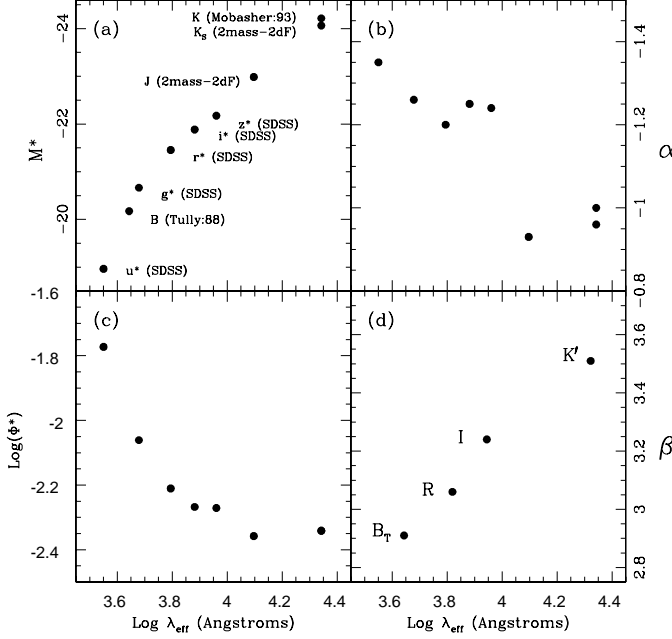 (a)
K (Mobasher:93)
K_s (2mass-2dF)
J (2mass-2dF)
z* (SDSS)
i* (SDSS)
r* (SDSS)
g* (SDSS)
B (Tully:88)
u* (SDSS)
-24
-22
-20
M*
(b)
-1.4
-1.2
-1
-0.8
α
(c)
-1.6
-1.8
-2
-2.2
-2.4
Log(Φ*)
3.6 3.8 4 4.2 4.4
Log λ_eff (Angstroms)
(d)
K′
I
R
B_T
3.6
3.4
3.2
3
2.8
β
3.6 3.8 4 4.2 4.4
Log λ_eff (Angstroms)